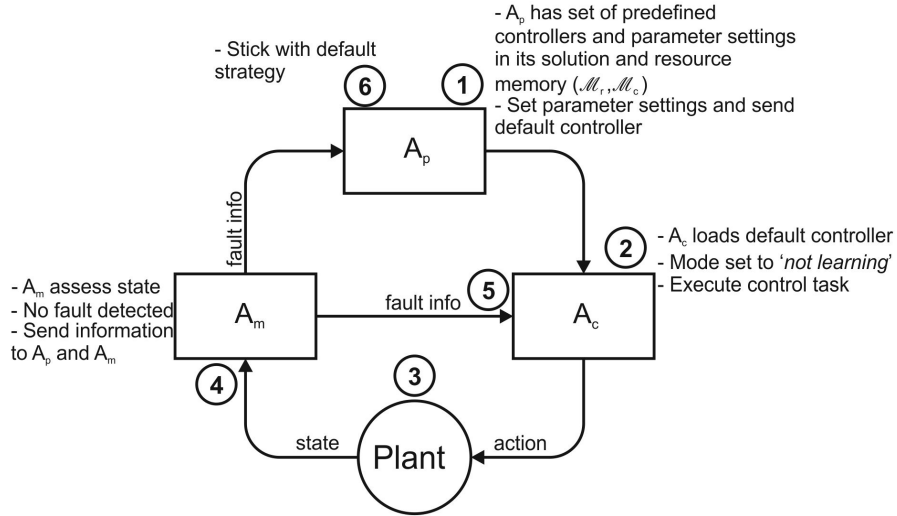 - Stick with default
strategy
6
1
- Ap has set of predefined
controllers and parameter settings
in its solution and resource
memory (ℳr,ℳc)
- Set parameter settings and send
default controller
Ap
fault info
2
- Ac loads default controller
- Mode set to ‘not learning’
- Execute control task
- Am assess state
- No fault detected
- Send information
to Ap and Am
Am
fault info
5
Ac
4
3
state
Plant
action